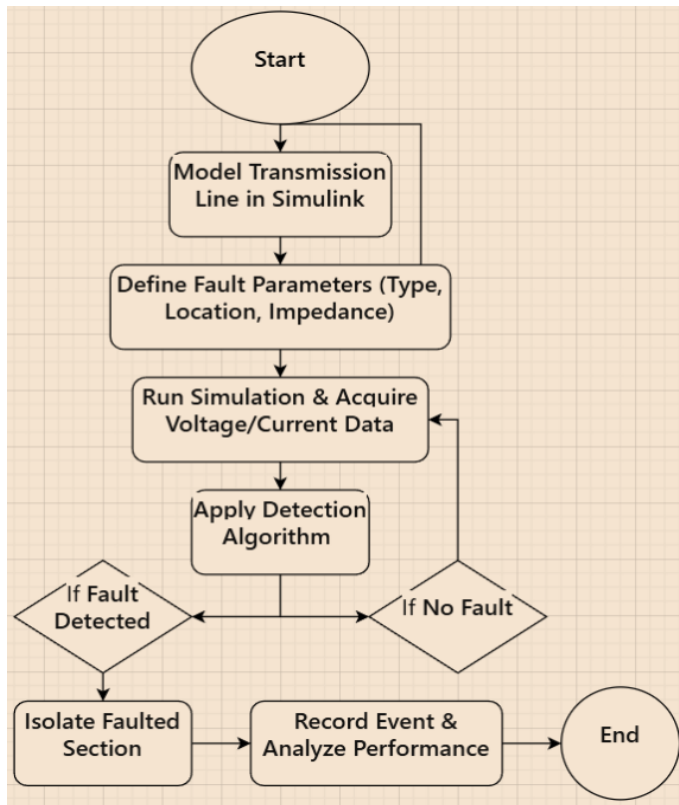 Start
Model Transmission
Line in Simulink
Define Fault Parameters (Type,
Location, Impedance)
Run Simulation & Acquire
Voltage/Current Data
Apply Detection
Algorithm
If Fault
Detected
If No Fault
Isolate Faulted
Section
Record Event &
Analyze Performance
End